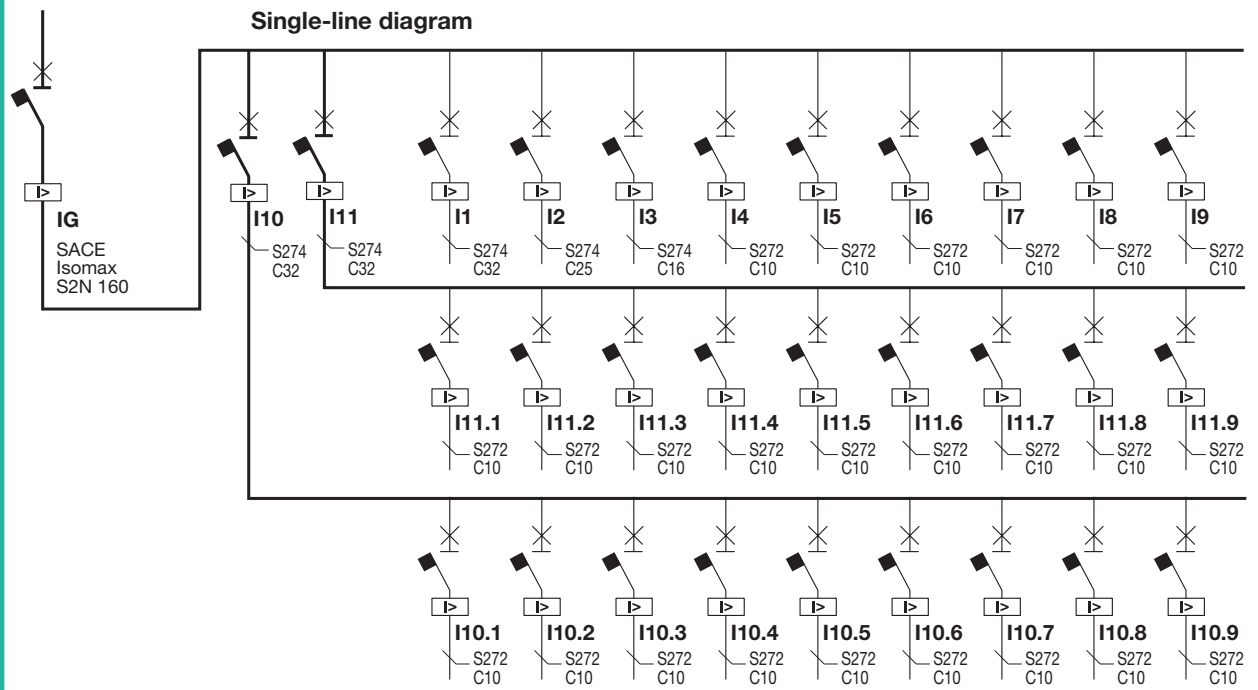 Single-line diagram
I>
IG
SACE
Isomax
S2N 160
I>
I10
S274
C32
I>
I11
S274
C32
I>
I1
S274
C32
I>
I2
S274
C25
I>
I3
S274
C16
I>
I4
S272
C10
I>
I5
S272
C10
I>
I6
S272
C10
I>
I7
S272
C10
I>
I8
S272
C10
I>
I9
S272
C10
I>
I11.1
S272
C10
I>
I11.2
S272
C10
I>
I11.3
S272
C10
I>
I11.4
S272
C10
I>
I11.5
S272
C10
I>
I11.6
S272
C10
I>
I11.7
S272
C10
I>
I11.8
S272
C10
I>
I11.9
S272
C10
I>
I10.1
S272
C10
I>
I10.2
S272
C10
I>
I10.3
S272
C10
I>
I10.4
S272
C10
I>
I10.5
S272
C10
I>
I10.6
S272
C10
I>
I10.7
S272
C10
I>
I10.8
S272
C10
I>
I10.9
S272
C10